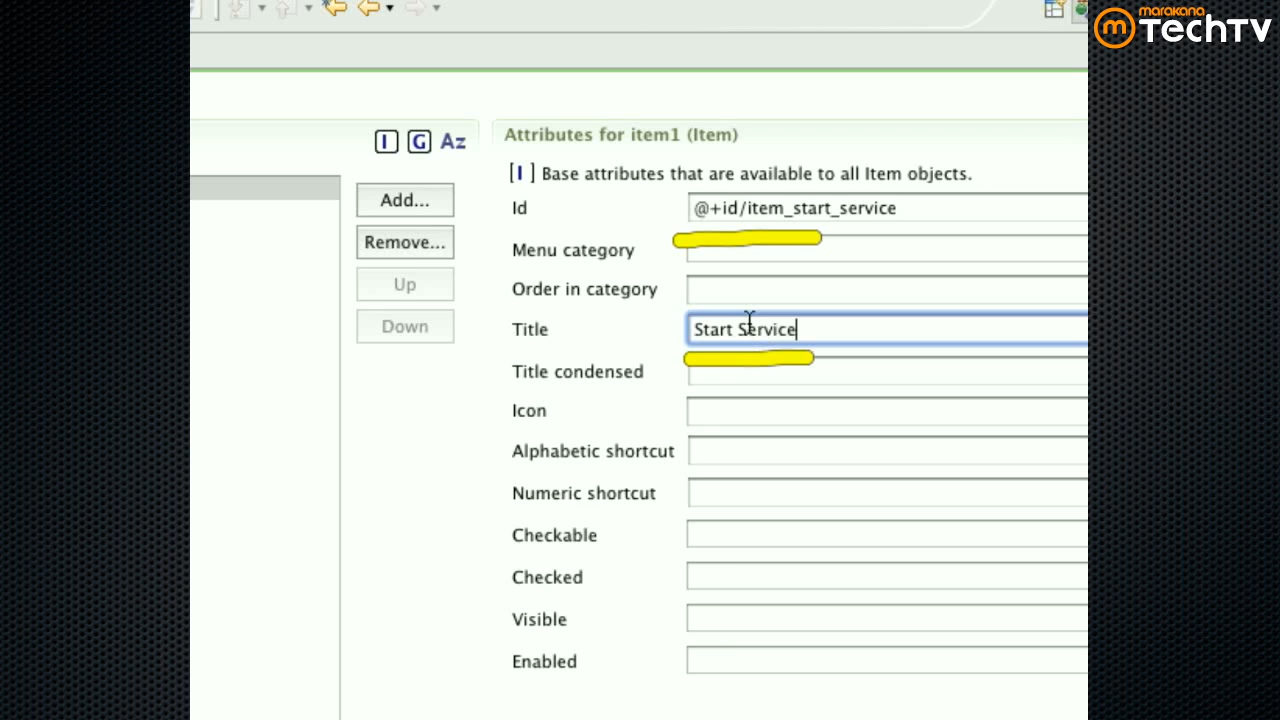 marakana
TechTV
I G Az
Attributes for item1 (Item)
[I] Base attributes that are available to all Item objects.
Add...
Id @+id/item_start_service
Remove...
Menu category
Up
Order in category
Down
Title Start Service
Title condensed
Icon
Alphabetic shortcut
Numeric shortcut
Checkable
Checked
Visible
Enabled